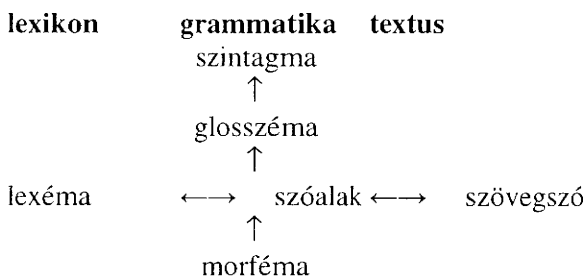 lexikon grammatika textus
szintagma
↑
glosszéma
↑
lexéma ←→ szóalak ←→ szövegszó
↑
morféma